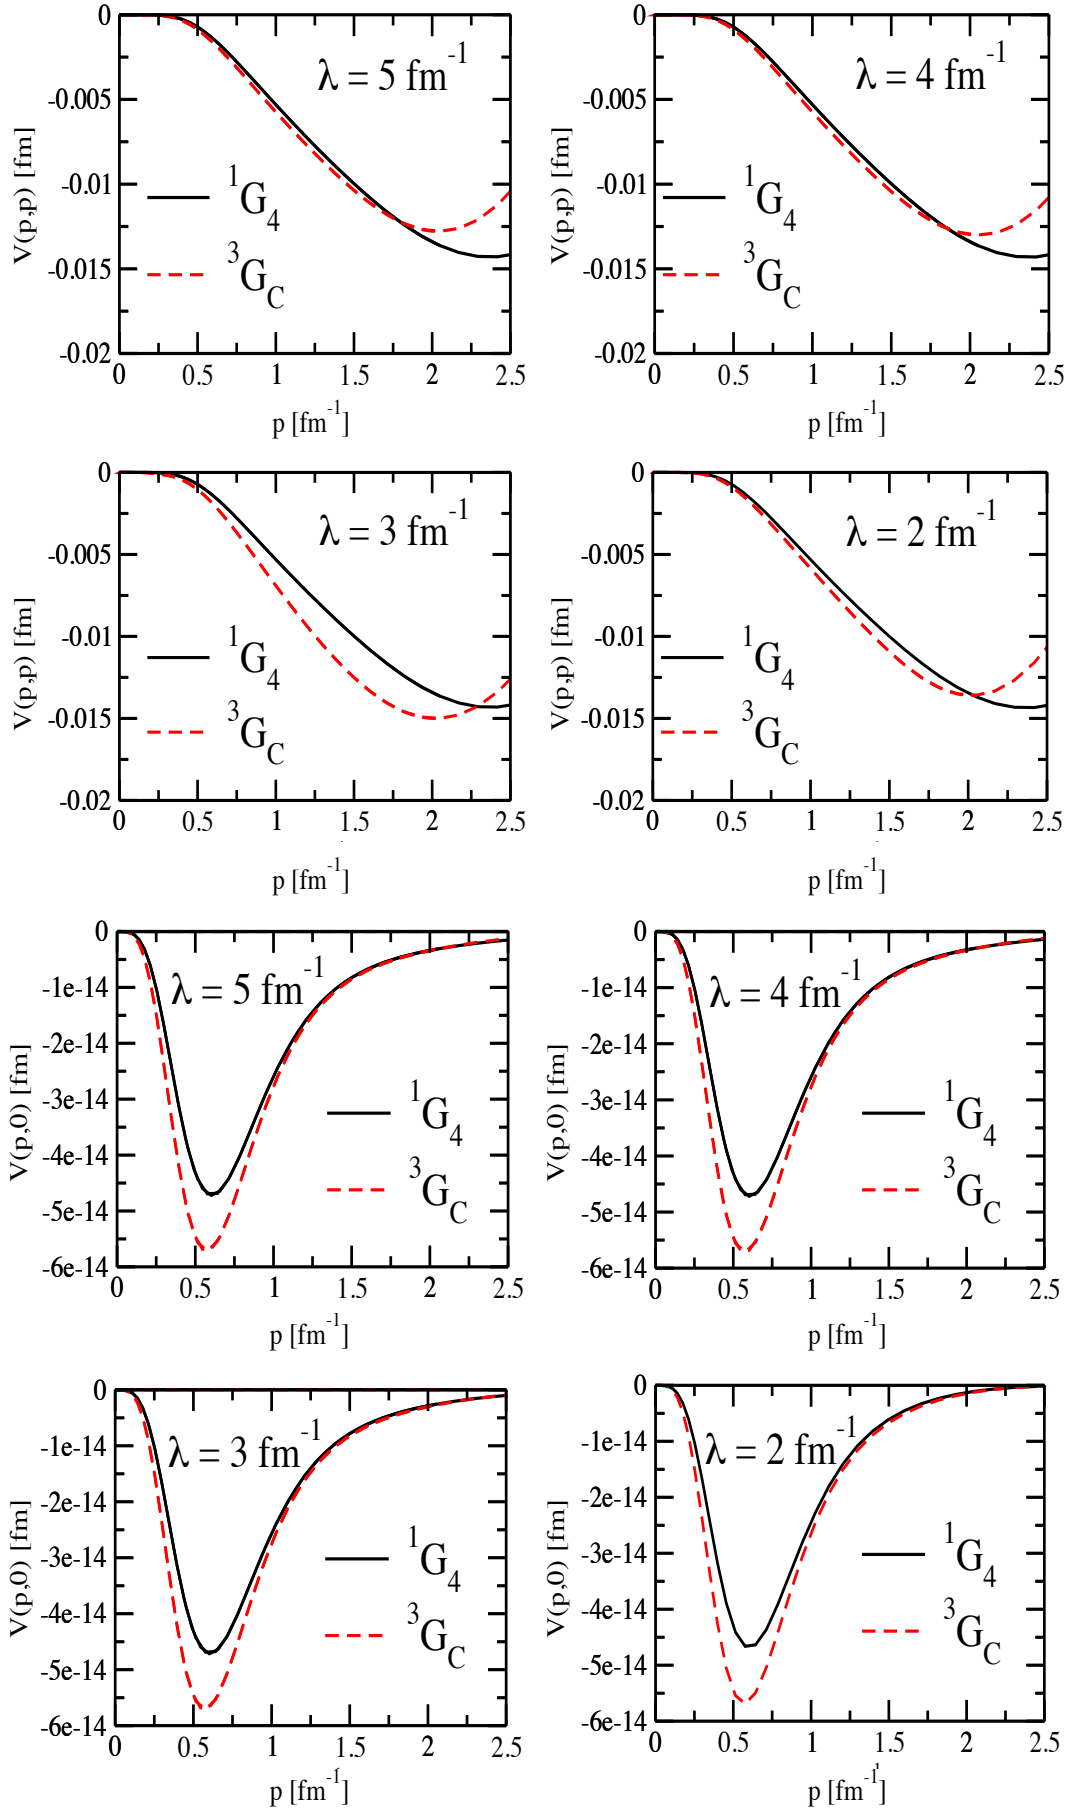 0
-0.005
-0.01
-0.015
-0.02
V(p,p) [fm]
λ = 5 fm-1
1G4
3GC
0 0.5 1 1.5 2 2.5
p [fm-1]
0
-0.005
-0.01
-0.015
-0.02
V(p,p) [fm]
λ = 4 fm-1
1G4
3GC
0 0.5 1 1.5 2 2.5
p [fm-1]
0
-0.005
-0.01
-0.015
-0.02
V(p,p) [fm]
λ = 3 fm-1
1G4
3GC
0 0.5 1 1.5 2 2.5
p [fm-1]
0
-0.005
-0.01
-0.015
-0.02
V(p,p) [fm]
λ = 2 fm-1
1G4
3GC
0 0.5 1 1.5 2 2.5
p [fm-1]
0
-1e-14
-2e-14
-3e-14
-4e-14
-5e-14
-6e-14
V(p,0) [fm]
λ = 5 fm-1
1G4
3GC
0 0.5 1 1.5 2 2.5
p [fm-1]
0
-1e-14
-2e-14
-3e-14
-4e-14
-5e-14
-6e-14
V(p,0) [fm]
λ = 4 fm-1
1G4
3GC
0 0.5 1 1.5 2 2.5
p [fm-1]
0
-1e-14
-2e-14
-3e-14
-4e-14
-5e-14
-6e-14
V(p,0) [fm]
λ = 3 fm-1
1G4
3GC
0 0.5 1 1.5 2 2.5
p [fm-1]
0
-1e-14
-2e-14
-3e-14
-4e-14
-5e-14
-6e-14
V(p,0) [fm]
λ = 2 fm-1
1G4
3GC
0 0.5 1 1.5 2 2.5
p [fm-1]